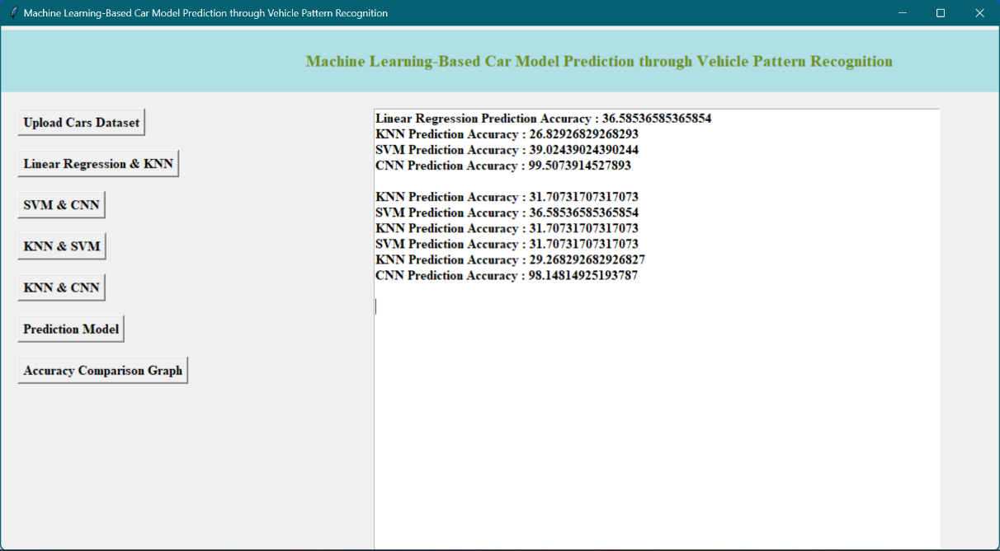 Machine Learning-Based Car Model Prediction through Vehicle Pattern Recognition
Machine Learning-Based Car Model Prediction through Vehicle Pattern Recognition
Upload Cars Dataset
Linear Regression & KNN
SVM & CNN
KNN & SVM
KNN & CNN
Prediction Model
Accuracy Comparison Graph
Linear Regression Prediction Accuracy : 36.58536585365854
KNN Prediction Accuracy : 26.82926829268293
SVM Prediction Accuracy : 39.02439024390244
CNN Prediction Accuracy : 99.5073914527893
KNN Prediction Accuracy : 31.70731707317073
SVM Prediction Accuracy : 36.58536585365854
KNN Prediction Accuracy : 31.70731707317073
SVM Prediction Accuracy : 31.70731707317073
KNN Prediction Accuracy : 29.268292682926827
CNN Prediction Accuracy : 98.14814925193787